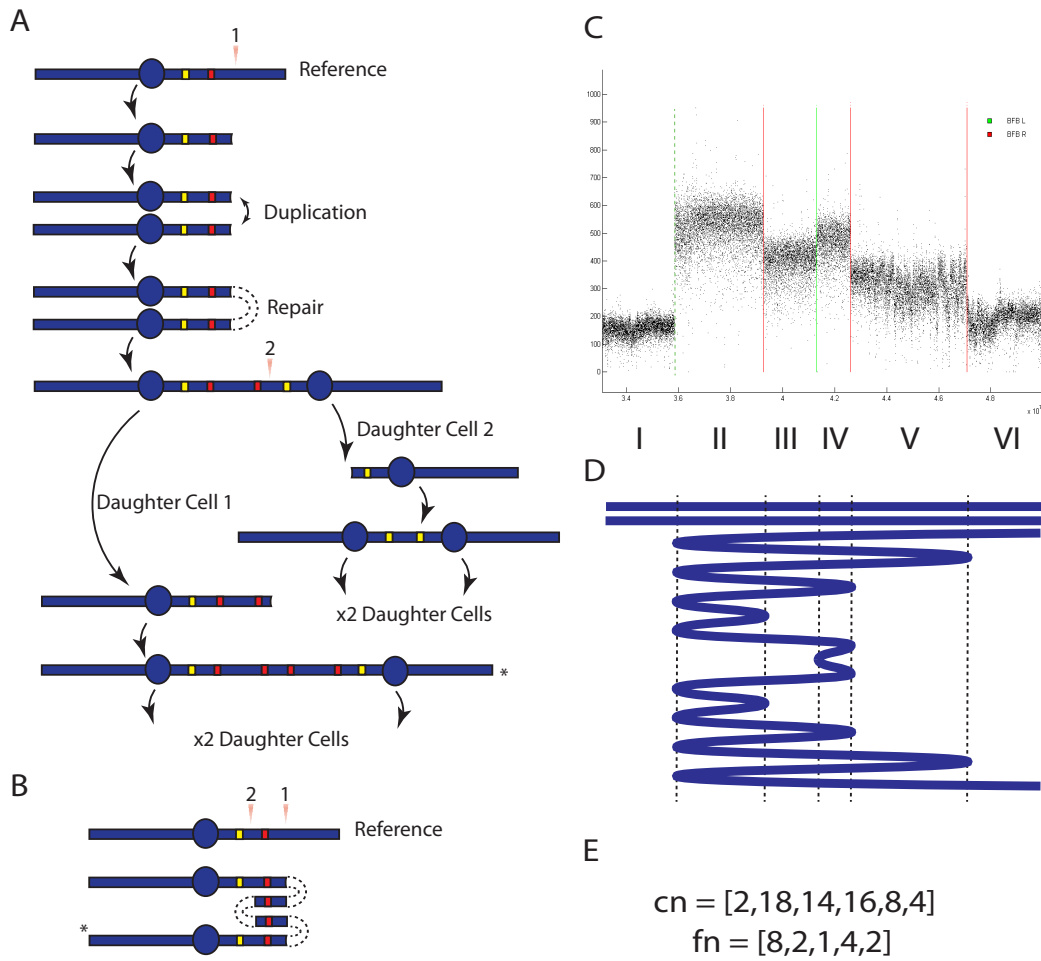 A
1
Reference
Duplication
Repair
2
Daughter Cell 2
Daughter Cell 1
x2 Daughter Cells
*
x2 Daughter Cells
B
2 1
Reference
*
C
1000
900
800
700
600
500
400
300
200
100
0
BFB L
BFB R
3.4 3.6 3.8 4 4.2 4.4 4.6 4.8
I II III IV V VI
D
E
cn = [2,18,14,16,8,4]
fn = [8,2,1,4,2]